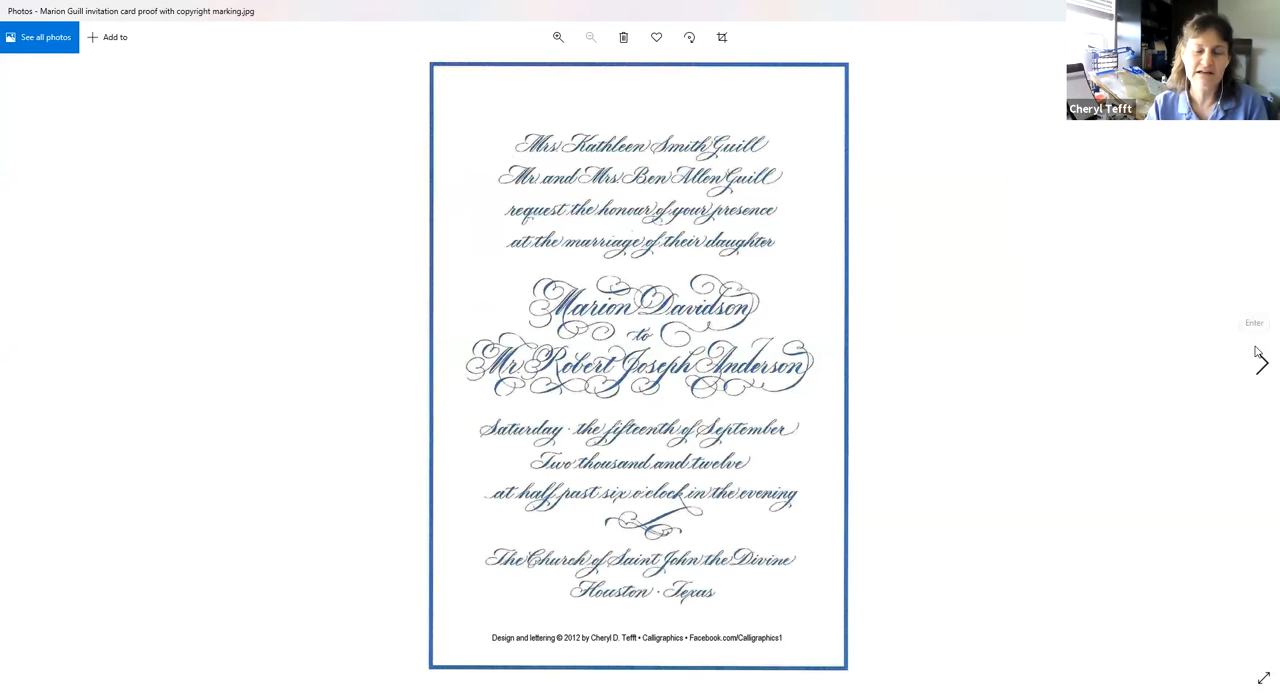 Photos - Marion Guill invitation card proof with copyright marking.jpg
See all photos
Add to
Cheryl Tefft
Mrs. Kathleen Smith Guill
Mr. and Mrs. Ben Allen Guill
request the honour of your presence
at the marriage of their daughter
Marion Davidson
to
Mr. Robert Joseph Anderson
Saturday · the fifteenth of September
Two thousand and twelve
at half past six o'clock in the evening
The Church of Saint John the Divine
Houston · Texas
Design and lettering © 2012 by Cheryl D. Tefft • Calligraphics • Facebook.com/Calligraphics1
Enter